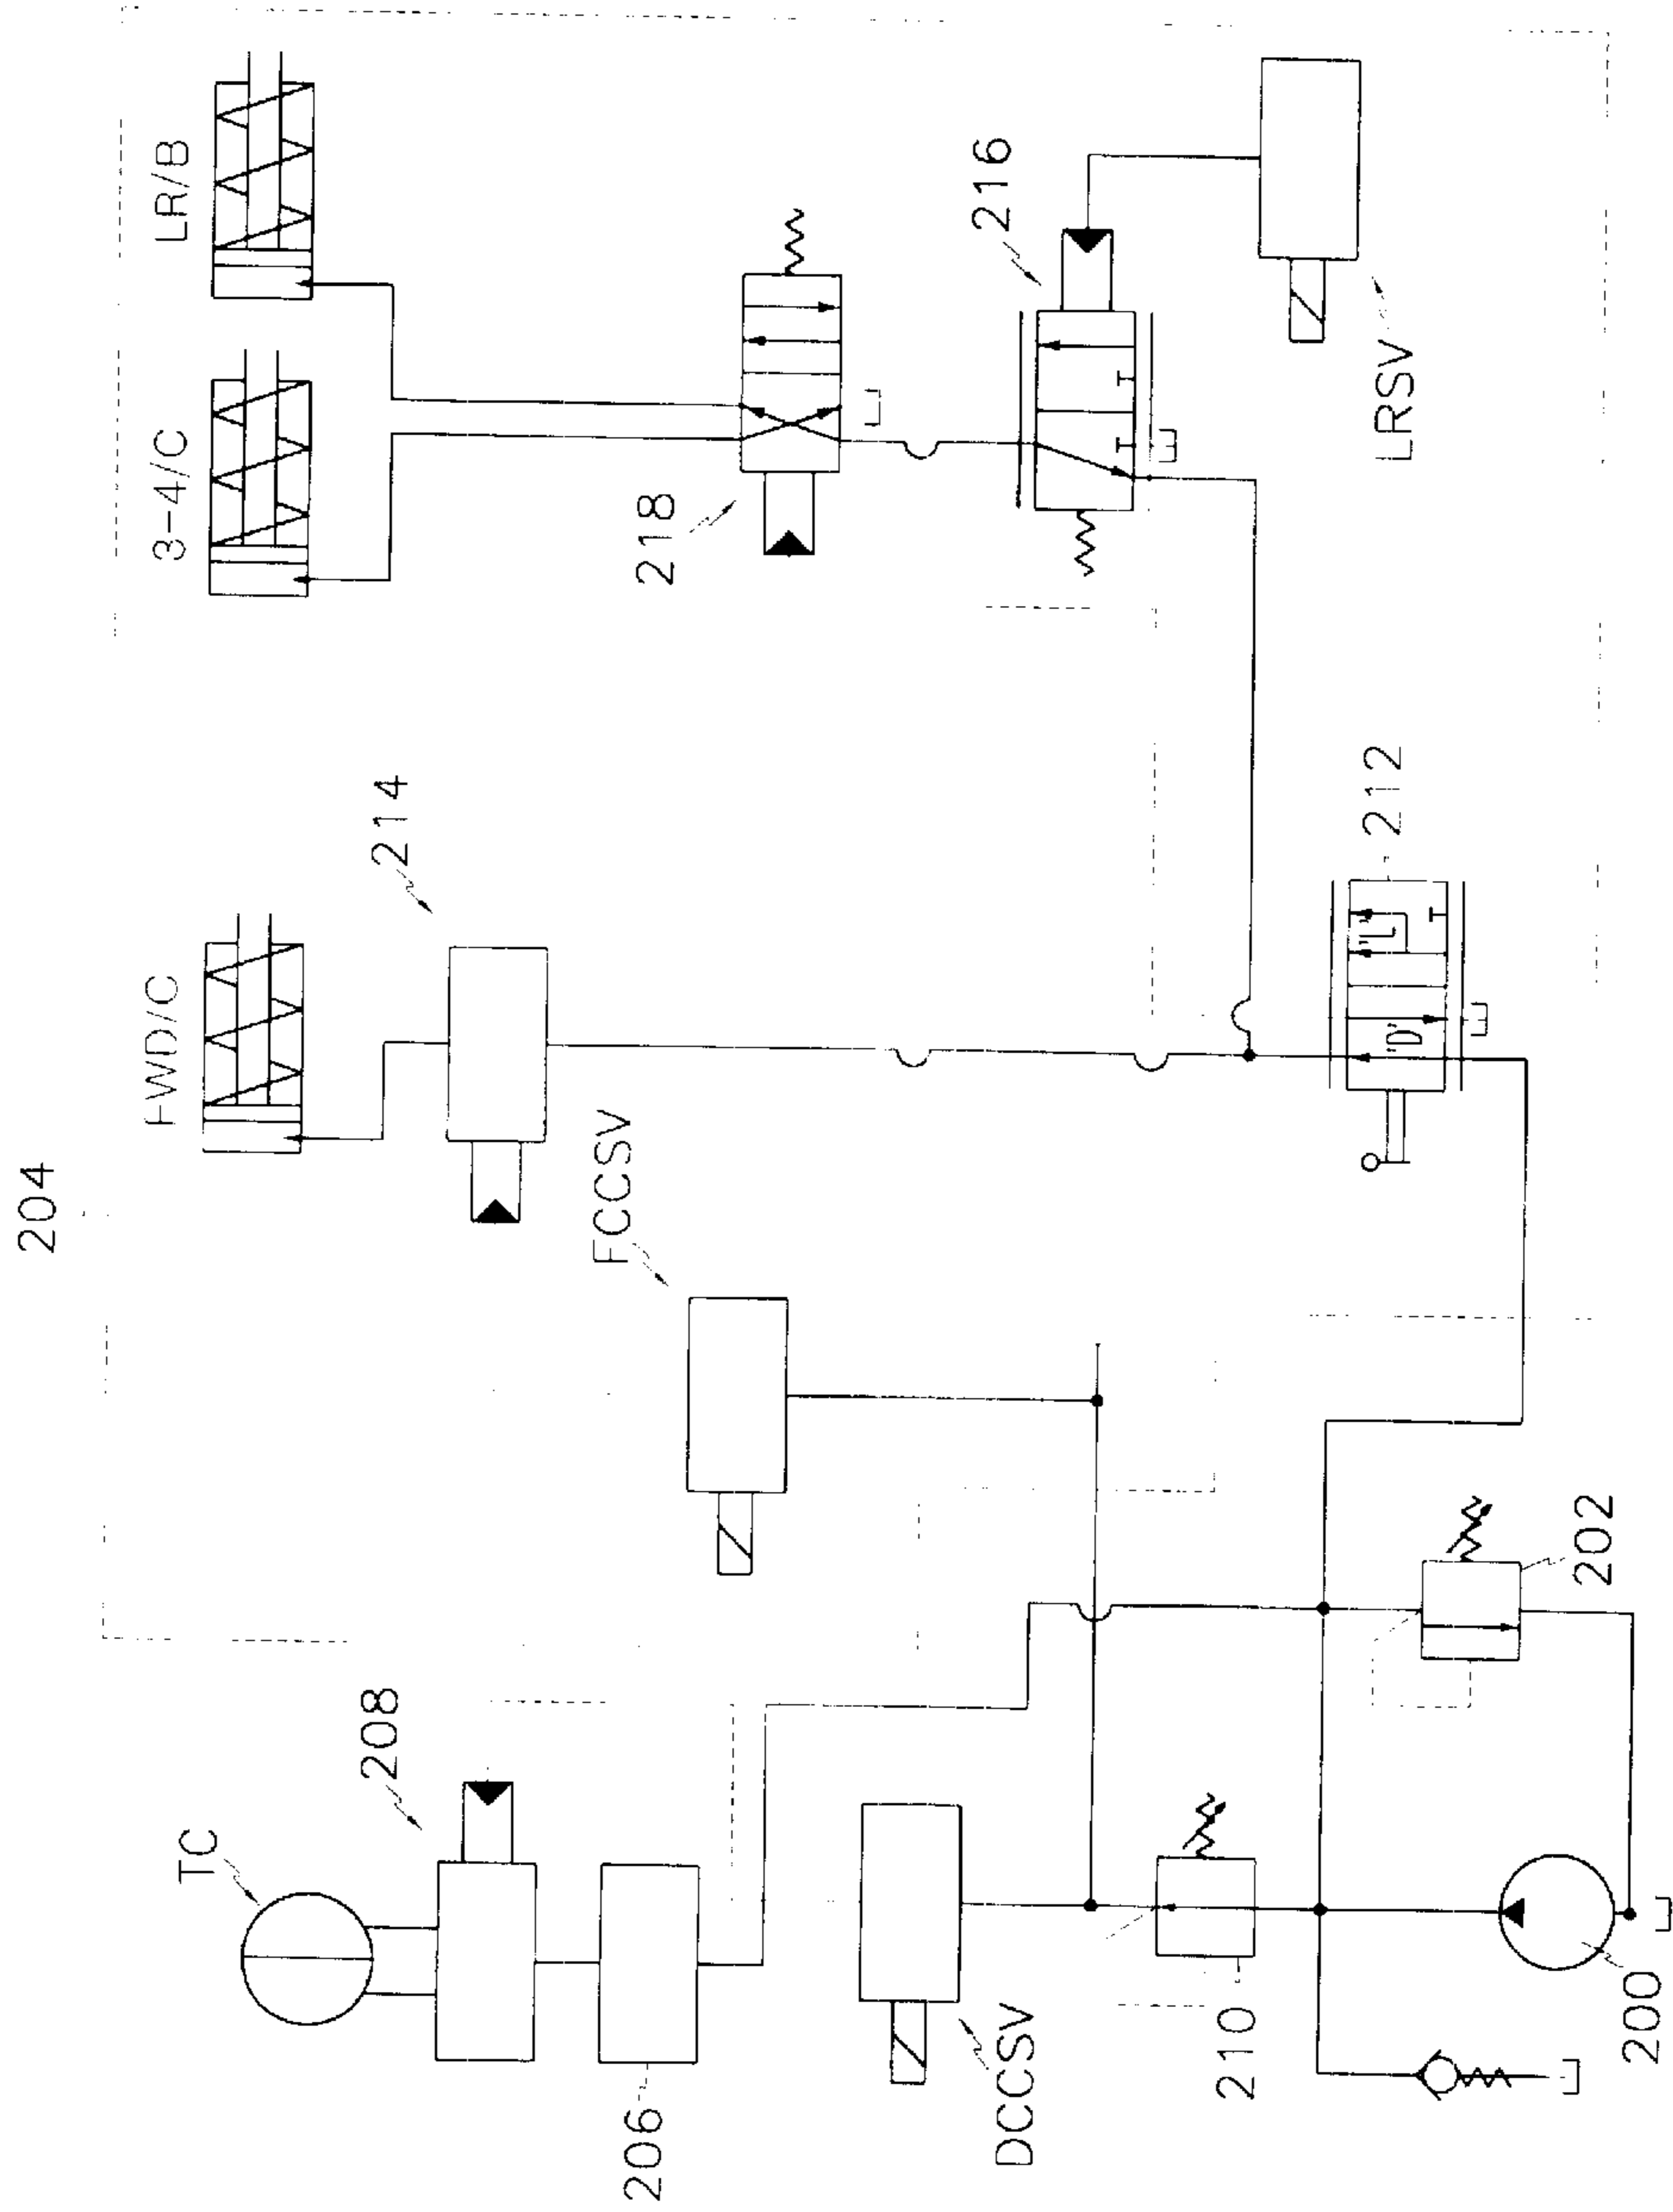 204
TC
208
206
DCCSV
210
200
202
FCCSV
FWD/C
214
'D'
'L'
212
3-4/C
LR/B
218
216
LRSV